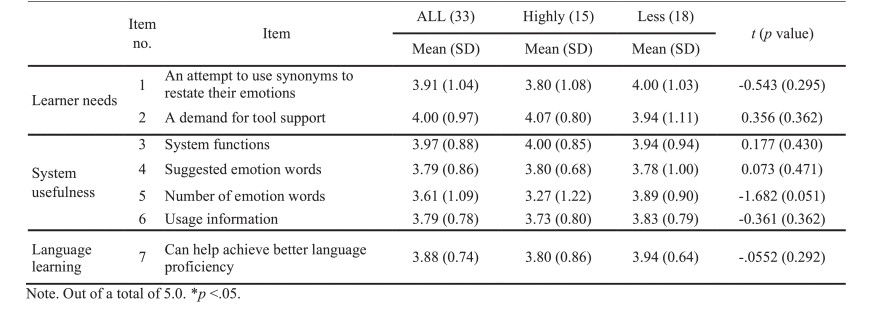 Item no. Item ALL (33) Highly (15) Less (18) t (p value)
Mean (SD) Mean (SD) Mean (SD)
Learner needs 1 An attempt to use synonyms to restate their emotions 3.91 (1.04) 3.80 (1.08) 4.00 (1.03) -0.543 (0.295)
2 A demand for tool support 4.00 (0.97) 4.07 (0.80) 3.94 (1.11) 0.356 (0.362)
System usefulness 3 System functions 3.97 (0.88) 4.00 (0.85) 3.94 (0.94) 0.177 (0.430)
4 Suggested emotion words 3.79 (0.86) 3.80 (0.68) 3.78 (1.00) 0.073 (0.471)
5 Number of emotion words 3.61 (1.09) 3.27 (1.22) 3.89 (0.90) -1.682 (0.051)
6 Usage information 3.79 (0.78) 3.73 (0.80) 3.83 (0.79) -0.361 (0.362)
Language learning 7 Can help achieve better language proficiency 3.88 (0.74) 3.80 (0.86) 3.94 (0.64) -.0552 (0.292)
Note. Out of a total of 5.0. *p <.05.